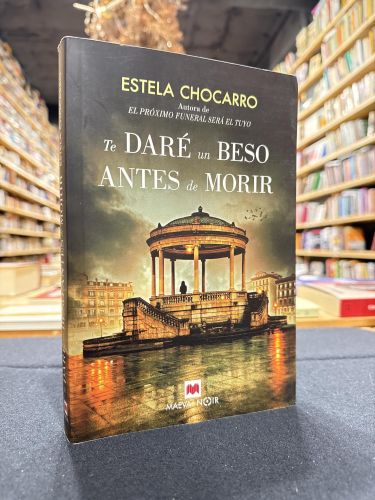 ESTELA CHOCARRO
Autora de
EL PRÓXIMO FUNERAL SERÁ EL TUYO
Te DARÉ un BESO
ANTES de MORIR
MAEVA NOIR